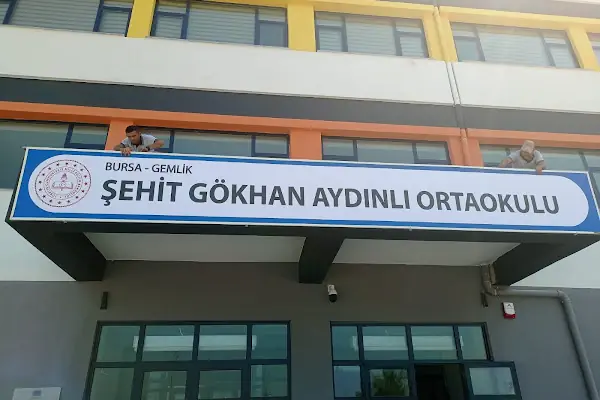 BURSA - GEMLİK
ŞEHİT GÖKHAN AYDINLI ORTAOKULU